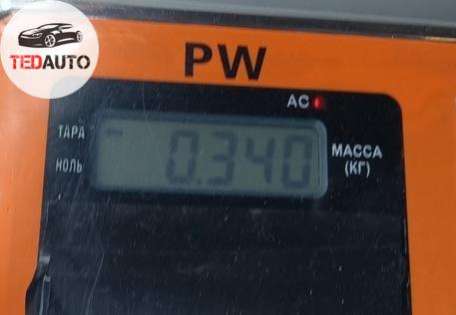 TEDAUTO
PW
AC
ТАРА
НОЛЬ
0.340
МАССА
(КГ)